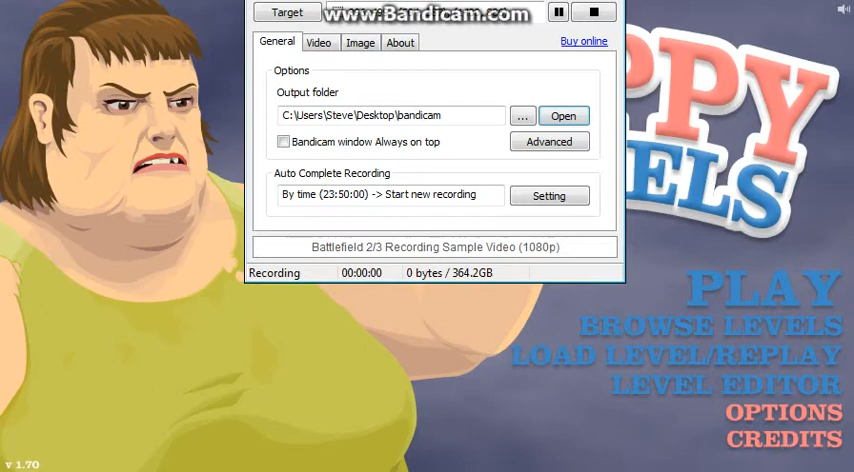 Target
www.Bandicam.com
General
Video
Image
About
Buy online
Options
Output folder
C:\Users\Steve\Desktop\bandicam
...
Open
Bandicam window Always on top
Advanced
Auto Complete Recording
By time (23:50:00) -> Start new recording
Setting
Battlefield 2/3 Recording Sample Video (1080p)
Recording
00:00:00
0 bytes / 364.2GB
PPY
ELS
PLAY
BROWSE LEVELS
LOAD LEVEL/REPLAY
LEVEL EDITOR
OPTIONS
CREDITS
v 1.70